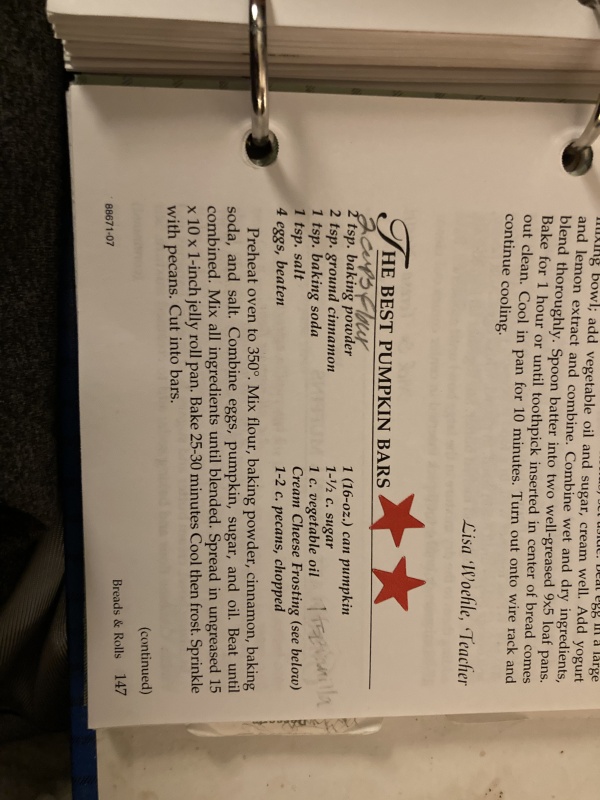 mixing bowl; add vegetable oil and sugar, cream well. Add yogurt
and lemon extract and combine. Combine wet and dry ingredients,
blend thoroughly. Spoon batter into two well-greased 9x5 loaf pans.
Bake for 1 hour or until toothpick inserted in center of bread comes
out clean. Cool in pan for 10 minutes. Turn out onto wire rack and
continue cooling.
Lisa Woehle, Teacher
THE BEST PUMPKIN BARS
2 cups flour
2 tsp. baking powder
2 tsp. ground cinnamon
1 tsp. baking soda
1 tsp. salt
4 eggs, beaten
1 (16-oz.) can pumpkin
1-½ c. sugar
1 c. vegetable oil
Cream Cheese Frosting (see below)
1-2 c. pecans, chopped
Preheat oven to 350°. Mix flour, baking powder, cinnamon, baking
soda, and salt. Combine eggs, pumpkin, sugar, and oil. Beat until
combined. Mix all ingredients until blended. Spread in ungreased 15
x 10 x 1-inch jelly roll pan. Bake 25-30 minutes Cool then frost. Sprinkle
with pecans. Cut into bars.
(continued)
88671-07
Breads & Rolls 147